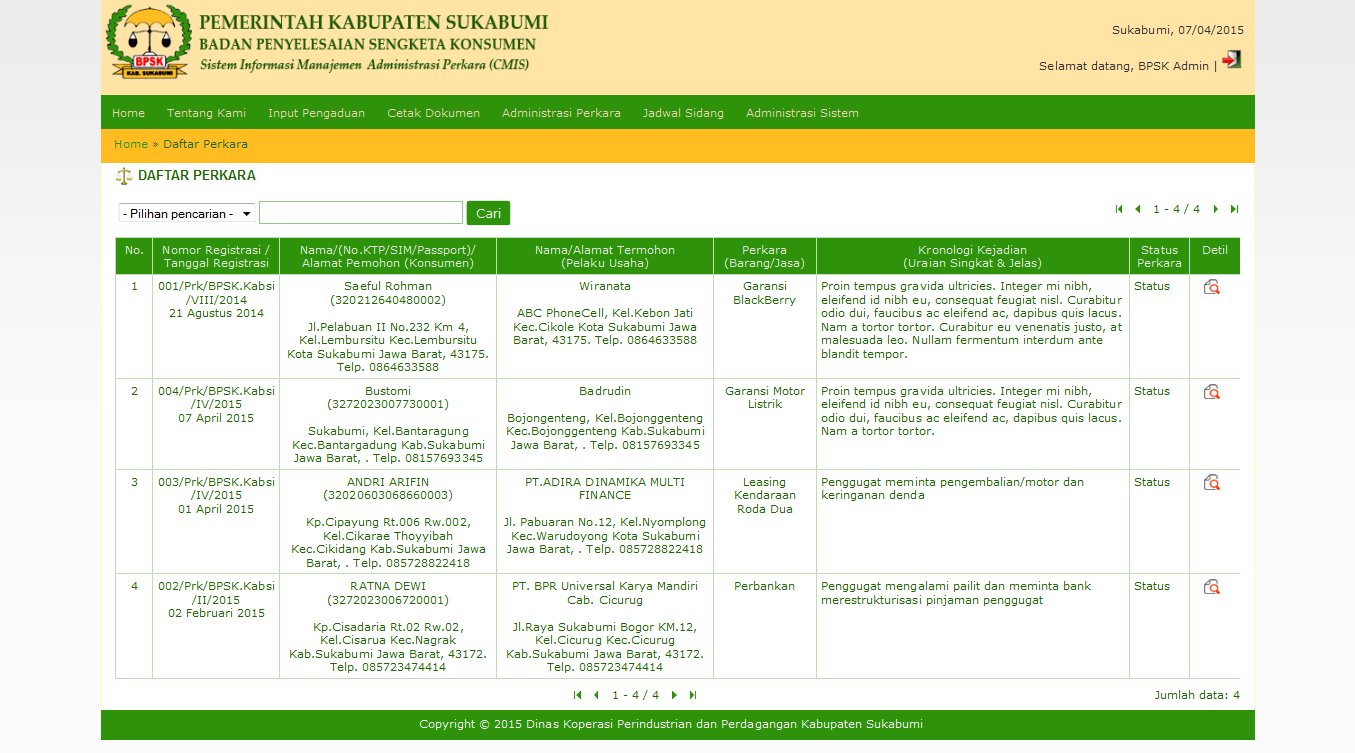 PEMERINTAH KABUPATEN SUKABUMI
BADAN PENYELESAIAN SENGKETA KONSUMEN
Sistem Informasi Manajemen Administrasi Perkara (CMIS)
BPSK
KAB. SUKABUMI
Sukabumi, 07/04/2015
Selamat datang, BPSK Admin |
Home Tentang Kami Input Pengaduan Cetak Dokumen Administrasi Perkara Jadwal Sidang Administrasi Sistem
Home » Daftar Perkara
DAFTAR PERKARA
- Pilihan pencarian - Cari
1 - 4 / 4
No.
Nomor Registrasi /
Tanggal Registrasi
Nama/(No.KTP/SIM/Passport)/
Alamat Pemohon (Konsumen)
Nama/Alamat Termohon
(Pelaku Usaha)
Perkara
(Barang/Jasa)
Kronologi Kejadian
(Uraian Singkat & Jelas)
Status
Perkara
Detil
1
001/Prk/BPSK.Kabsi
/VIII/2014
21 Agustus 2014
Saeful Rohman
(320212640480002)
Jl.Pelabuan II No.232 Km 4,
Kel.Lembursitu Kec.Lembursitu
Kota Sukabumi Jawa Barat, 43175.
Telp. 0864633588
Wiranata
ABC PhoneCell, Kel.Kebon Jati
Kec.Cikole Kota Sukabumi Jawa
Barat, 43175. Telp. 0864633588
Garansi
BlackBerry
Proin tempus gravida ultricies. Integer mi nibh,
eleifend id nibh eu, consequat feugiat nisl. Curabitur
odio dui, faucibus ac eleifend ac, dapibus quis lacus.
Nam a tortor tortor. Curabitur eu venenatis justo, at
malesuada leo. Nullam fermentum interdum ante
blandit tempor.
Status
2
004/Prk/BPSK.Kabsi
/IV/2015
07 April 2015
Bustomi
(3272023007730001)
Sukabumi, Kel.Bantaragung
Kec.Bantargadung Kab.Sukabumi
Jawa Barat, . Telp. 08157693345
Badrudin
Bojongenteng, Kel.Bojonggenteng
Kec.Bojonggenteng Kab.Sukabumi
Jawa Barat, . Telp. 08157693345
Garansi Motor
Listrik
Proin tempus gravida ultricies. Integer mi nibh,
eleifend id nibh eu, consequat feugiat nisl. Curabitur
odio dui, faucibus ac eleifend ac, dapibus quis lacus.
Nam a tortor tortor.
Status
3
003/Prk/BPSK.Kabsi
/IV/2015
01 April 2015
ANDRI ARIFIN
(32020603068660003)
Kp.Cipayung Rt.006 Rw.002,
Kel.Cikarae Thoyyibah
Kec.Cikidang Kab.Sukabumi Jawa
Barat, . Telp. 085728822418
PT.ADIRA DINAMIKA MULTI
FINANCE
Jl. Pabuaran No.12, Kel.Nyomplong
Kec.Warudoyong Kota Sukabumi
Jawa Barat, . Telp. 085728822418
Leasing
Kendaraan
Roda Dua
Penggugat meminta pengembalian/motor dan
keringanan denda
Status
4
002/Prk/BPSK.Kabsi
/II/2015
02 Februari 2015
RATNA DEWI
(3272023006720001)
Kp.Cisadaria Rt.02 Rw.02,
Kel.Cisarua Kec.Nagrak
Kab.Sukabumi Jawa Barat, 43172.
Telp. 085723474414
PT. BPR Universal Karya Mandiri
Cab. Cicurug
Jl.Raya Sukabumi Bogor KM.12,
Kel.Cicurug Kec.Cicurug
Kab.Sukabumi Jawa Barat, 43172.
Telp. 085723474414
Perbankan
Penggugat mengalami pailit dan meminta bank
merestrukturisasi pinjaman penggugat
Status
1 - 4 / 4
Jumlah data: 4
Copyright © 2015 Dinas Koperasi Perindustrian dan Perdagangan Kabupaten Sukabumi